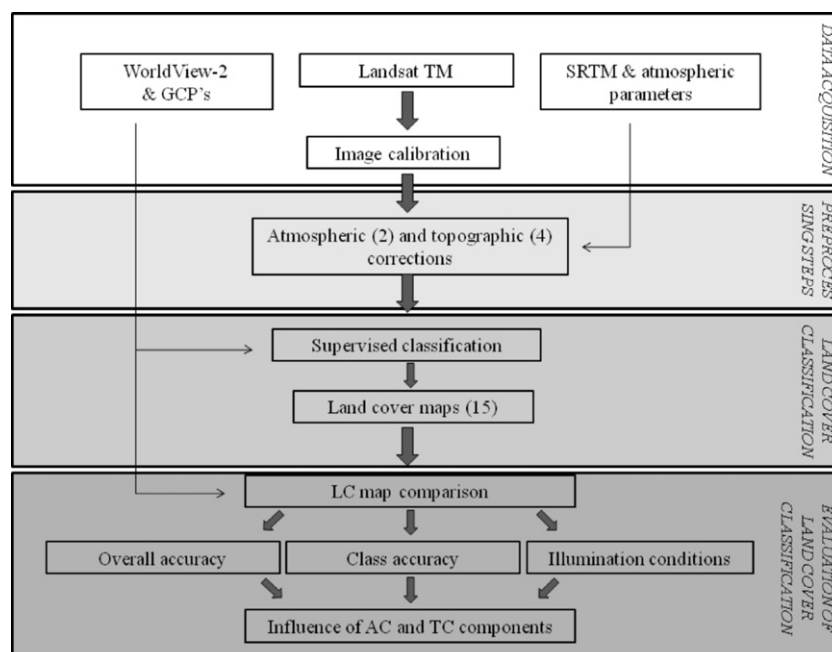 WorldView-2
& GCP's
Landsat TM
SRTM & atmospheric
parameters
Image calibration
DATA ACQUISITION
Atmospheric (2) and topographic (4)
corrections
PREPROCES
SING STEPS
Supervised classification
Land cover maps (15)
LAND COVER
CLASSIFICATION
LC map comparison
Overall accuracy
Class accuracy
Illumination conditions
Influence of AC and TC components
EVALUATION OF
LAND COVER
CLASSIFICATION